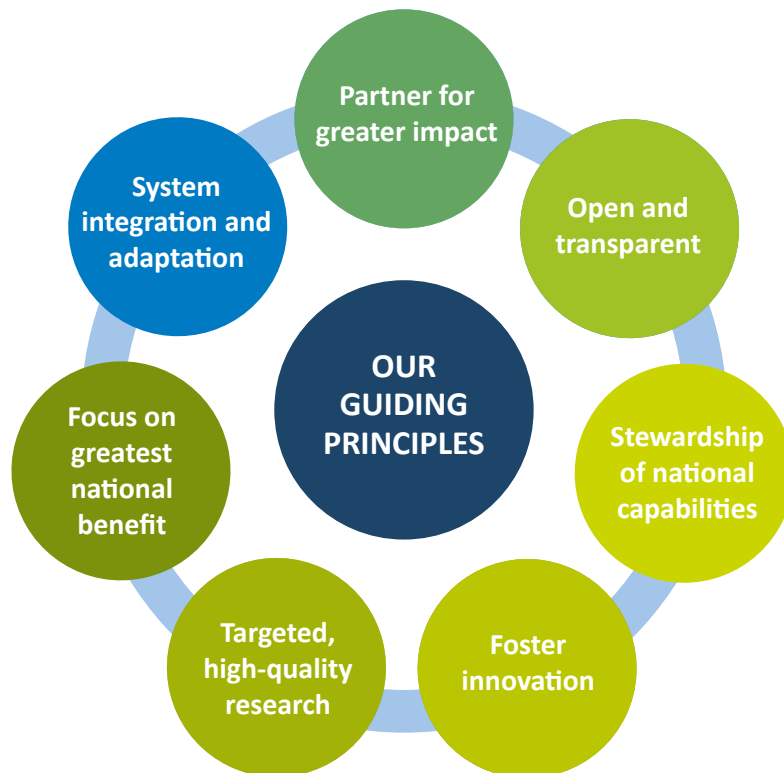 Partner for
greater impact
Open and
transparent
Stewardship
of national
capabilities
Foster
innovation
Targeted,
high-quality
research
Focus on
greatest
national
benefit
System
integration and
adaptation
OUR
GUIDING
PRINCIPLES